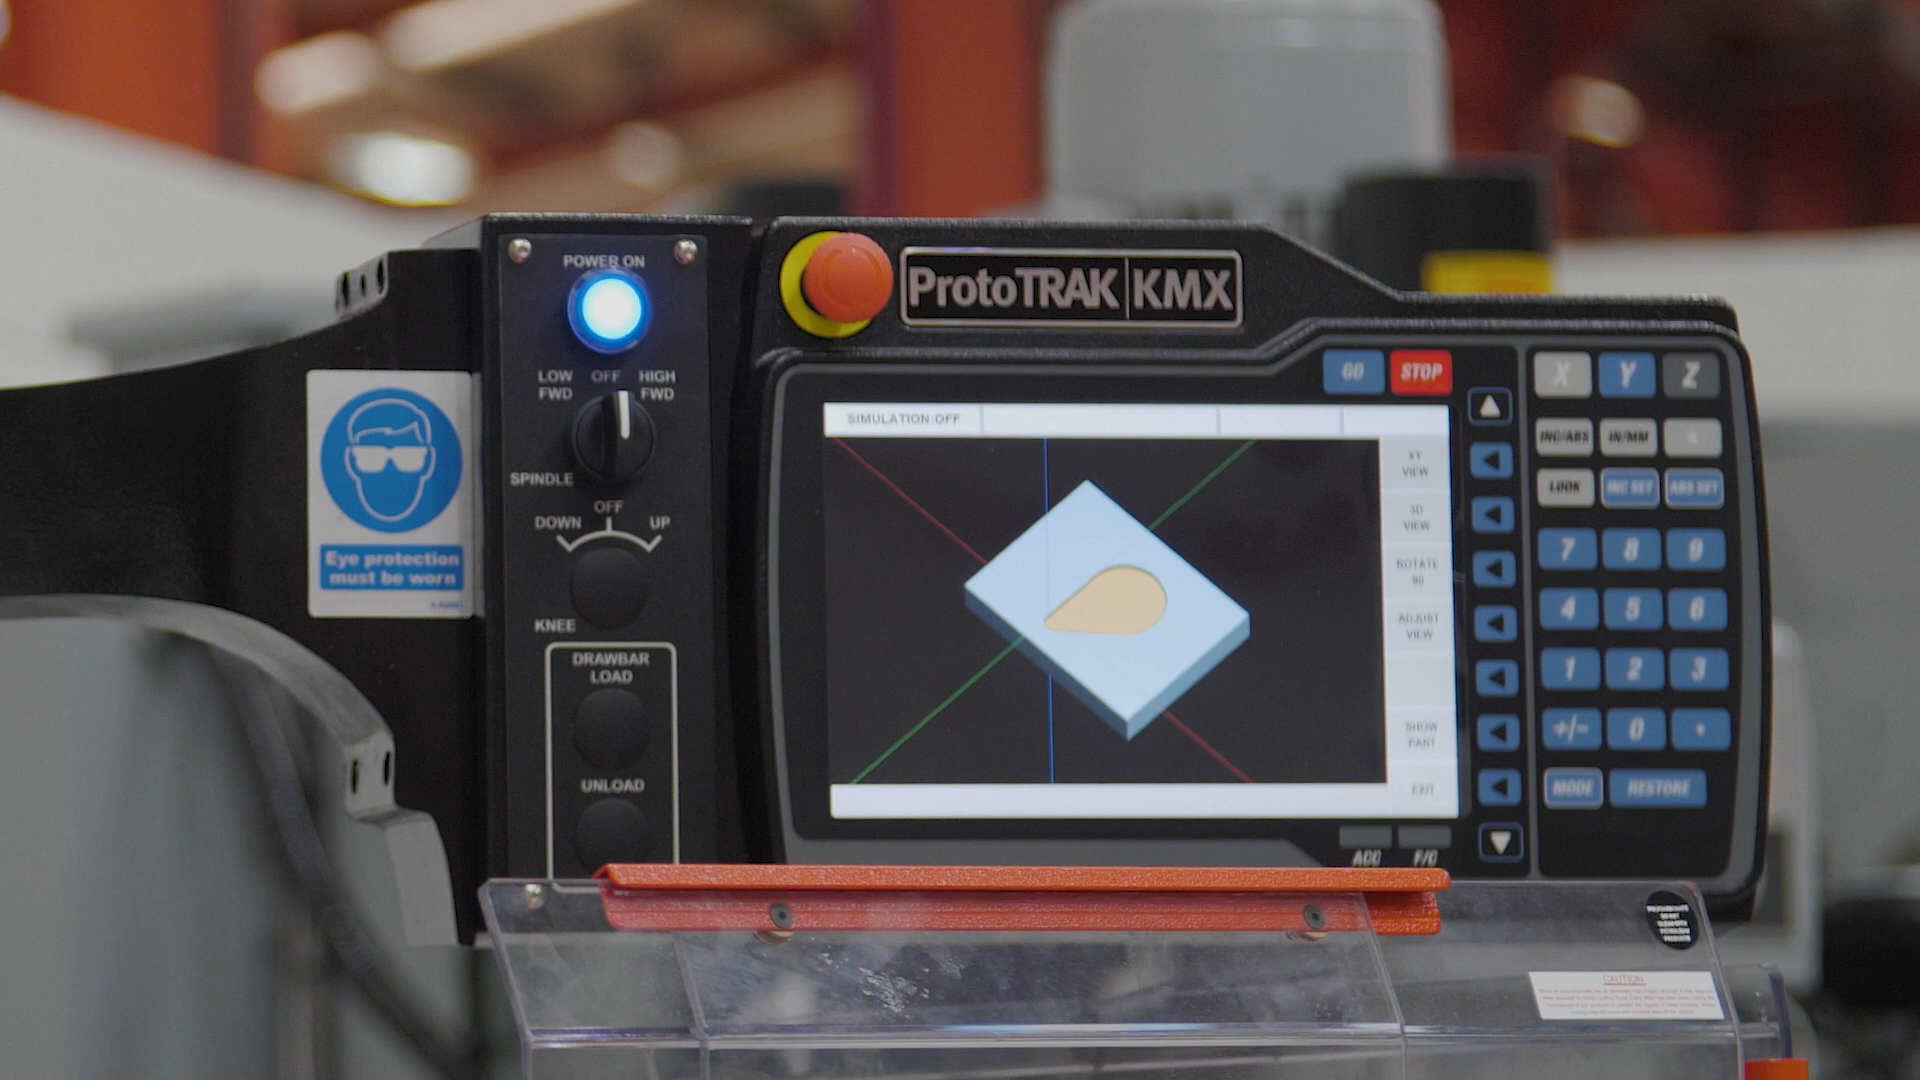 POWER ON
LOW OFF HIGH
FWD FWD
SPINDLE
OFF
DOWN UP
KNEE
DRAWBAR
LOAD
UNLOAD
Eye protection
must be worn
ProtoTRAK KMX
GO STOP
SIMULATION:OFF
XY
VIEW
3D
VIEW
ROTATE
90
ADJUST
VIEW
SHOW
PART
EXIT
ACC F/C
X Y Z
INC/ABS IN/MM
LOOK INC SET ABS SET
7 8 9
4 5 6
1 2 3
+/- 0 .
MODE RESTORE
CAUTION